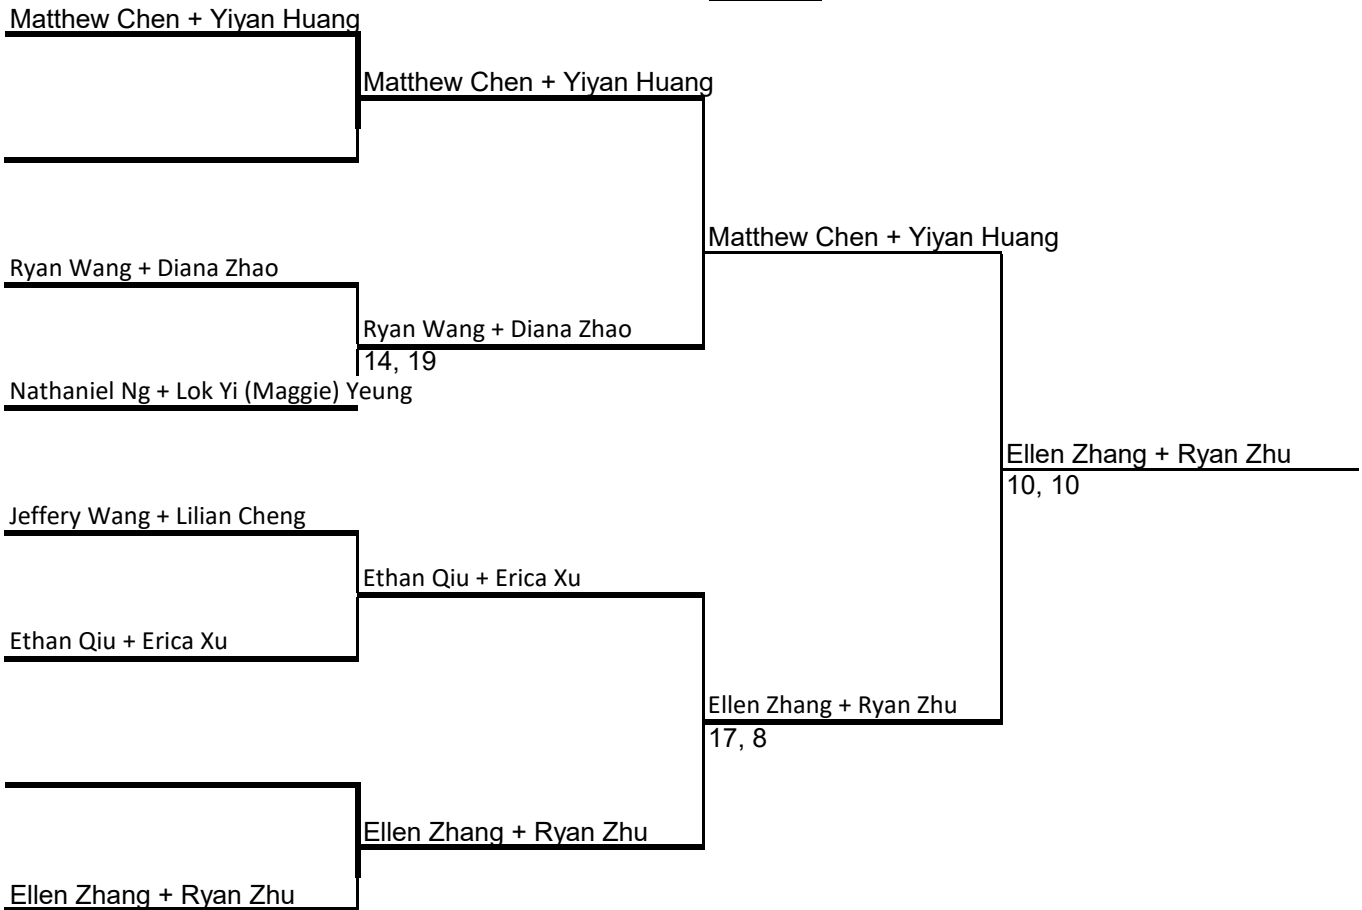 Matthew Chen + Yiyan Huang
Matthew Chen + Yiyan Huang
Matthew Chen + Yiyan Huang
Ryan Wang + Diana Zhao
Ryan Wang + Diana Zhao
14, 19
Nathaniel Ng + Lok Yi (Maggie) Yeung
Ellen Zhang + Ryan Zhu
10, 10
Jeffery Wang + Lilian Cheng
Ethan Qiu + Erica Xu
Ethan Qiu + Erica Xu
Ellen Zhang + Ryan Zhu
17, 8
Ellen Zhang + Ryan Zhu
Ellen Zhang + Ryan Zhu